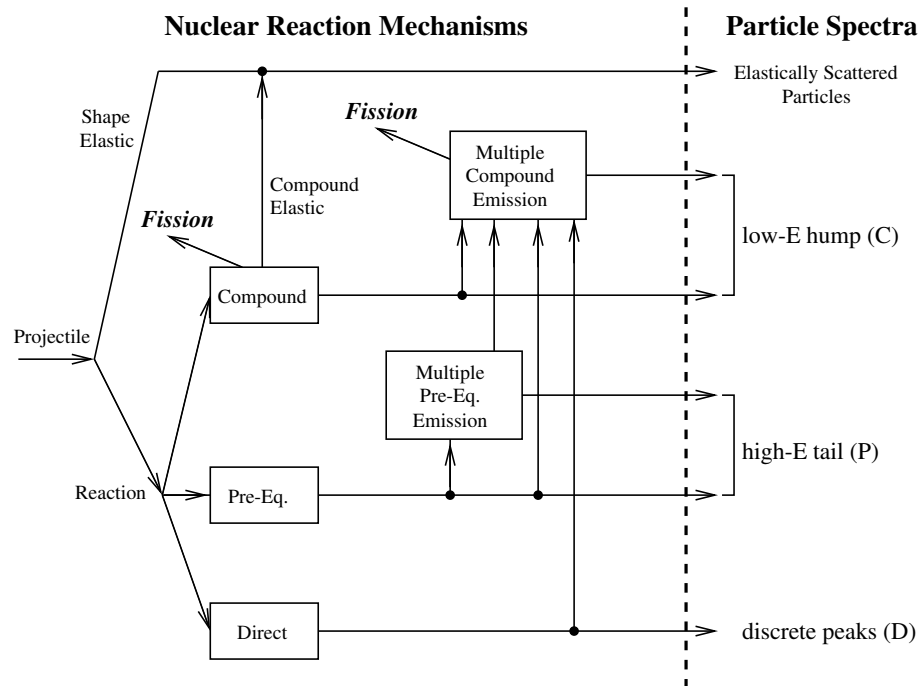 Nuclear Reaction Mechanisms
Particle Spectra
Elastically Scattered
Particles
Shape
Elastic
Fission
Multiple
Compound
Emission
Compound
Elastic
Fission
low-E hump (C)
Compound
Projectile
Multiple
Pre-Eq.
Emission
high-E tail (P)
Reaction
Pre-Eq.
Direct
discrete peaks (D)